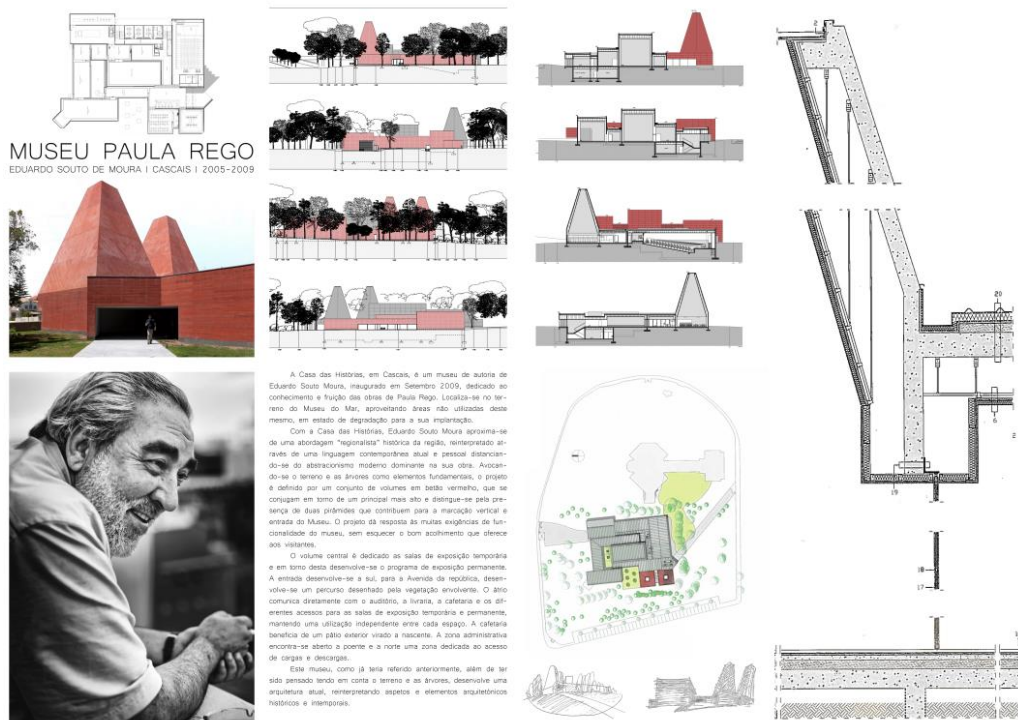 MUSEU PAULA REGO
EDUARDO SOUTO DE MOURA | CASCAIS | 2005-2009
A Casa das Histórias, em Cascais, é um museu de autoria de
Eduardo Souto Moura, inaugurado em Setembro 2009, dedicado ao
conhecimento e fruição das obras de Paula Rego. Localiza-se no ter-
reno do Museu do Mar, aproveitando áreas não utilizadas deste
mesmo, em estado de degradação para a sua implantação.
Com a Casa das Histórias, Eduardo Souto Moura aproxima-se
de uma abordagem "regionalista" histórica da região, reinterpretado at-
ravés de uma linguagem contemporânea atual e pessoal distancian-
do-se do abstracionismo moderno dominante na sua obra. Avocan-
do-se o terreno e as árvores como elementos fundamentais, o projeto
é definido por um conjunto de volumes em betão vermelho, que se
conjugam em torno de um principal mais alto e distingue-se pela pre-
sença de duas pirâmides que contribuem para a marcação vertical e
entrada do Museu. O projeto dá resposta às muitas exigências de fun-
cionalidade do museu, sem esquecer o bom acolhimento que oferece
aos visitantes.
O volume central é dedicado as salas de exposição temporária
e em torno desta desenvolve-se o programa de exposição permanente.
A entrada desenvolve-se a sul, para a Avenida da república, desen-
volve-se um percurso desenhado pela vegetação envolvente. O átrio
comunica diretamente com o auditório, a livraria, a cafetaria e os dif-
erentes acessos para as salas de exposição temporária e permanente,
mantendo uma utilização independente entre cada espaço. A cafetaria
beneficia de um pátio exterior virado a nascente. A zona administrativa
encontra-se aberto a poente e a norte uma zona dedicada ao acesso
de cargas e descargas.
Este museu, como já teria referido anteriormente, além de ter
sido pensado tendo em conta o terreno e as árvores, desenvolve uma
arquitetura atual, reinterpretando aspetos e elementos arquitetónicos
históricos e intemporais.
2
20
6
2
19
18
17